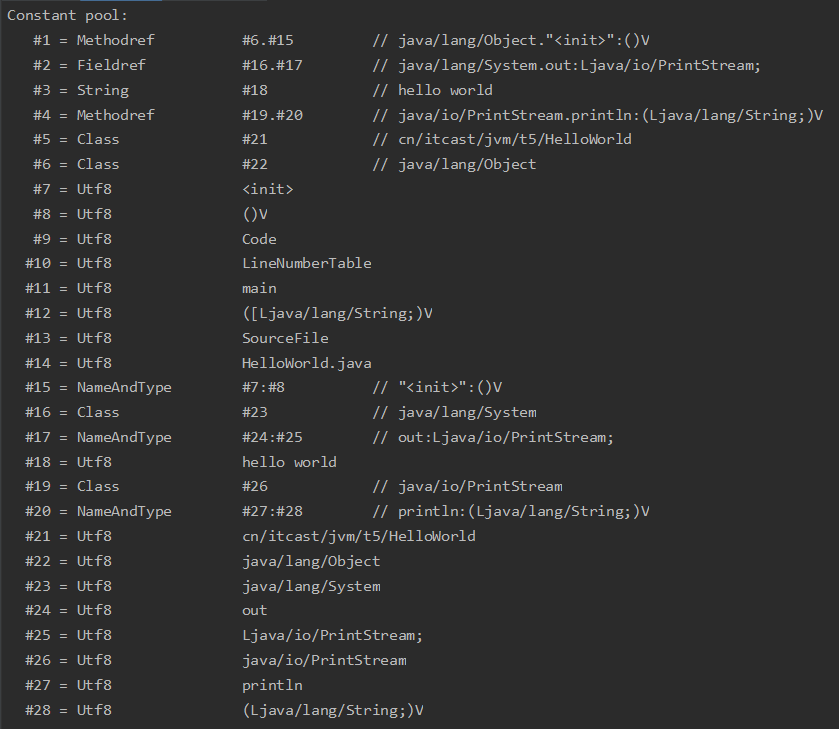 Constant pool:
   #1 = Methodref          #6.#15         // java/lang/Object."<init>":()V
   #2 = Fieldref           #16.#17        // java/lang/System.out:Ljava/io/PrintStream;
   #3 = String             #18            // hello world
   #4 = Methodref          #19.#20        // java/io/PrintStream.println:(Ljava/lang/String;)V
   #5 = Class              #21            // cn/itcast/jvm/t5/HelloWorld
   #6 = Class              #22            // java/lang/Object
   #7 = Utf8               <init>
   #8 = Utf8               ()V
   #9 = Utf8               Code
  #10 = Utf8               LineNumberTable
  #11 = Utf8               main
  #12 = Utf8               ([Ljava/lang/String;)V
  #13 = Utf8               SourceFile
  #14 = Utf8               HelloWorld.java
  #15 = NameAndType        #7:#8          // "<init>":()V
  #16 = Class              #23            // java/lang/System
  #17 = NameAndType        #24:#25        // out:Ljava/io/PrintStream;
  #18 = Utf8               hello world
  #19 = Class              #26            // java/io/PrintStream
  #20 = NameAndType        #27:#28        // println:(Ljava/lang/String;)V
  #21 = Utf8               cn/itcast/jvm/t5/HelloWorld
  #22 = Utf8               java/lang/Object
  #23 = Utf8               java/lang/System
  #24 = Utf8               out
  #25 = Utf8               Ljava/io/PrintStream;
  #26 = Utf8               java/io/PrintStream
  #27 = Utf8               println
  #28 = Utf8               (Ljava/lang/String;)V